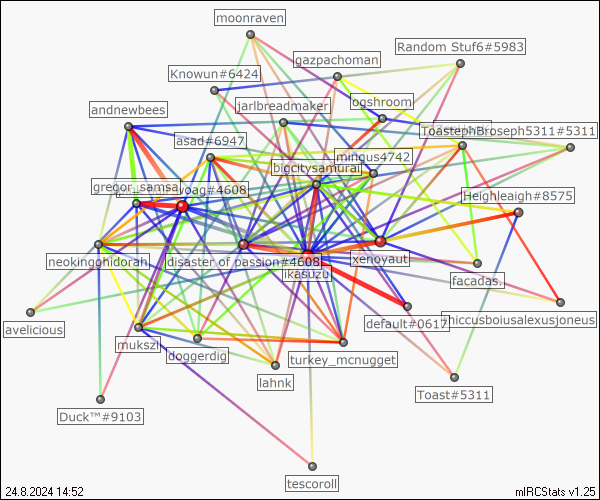 moonraven
Random Stuf6#5983
gazpachoman
Knowun#6424
ogshroom
jarlbreadmaker
andnewbees
ToastephBroseph5311#5311
asad#6947
mingus4742
bigcitysamurai
gregor_samsa.
voag#4608
Heighleigh#8575
neokingghidorah
disaster of passion#4608
xenoyaut
ikasuzu
facadas.
avelicious
default#0617
hiccusboiusalexusjoneus
mukszi
doggerdig
turkey_mcnugget
lahnk
Toast#5311
Duck™#9103
tescoroll
24.8.2024 14:52
mIRCStats v1.25